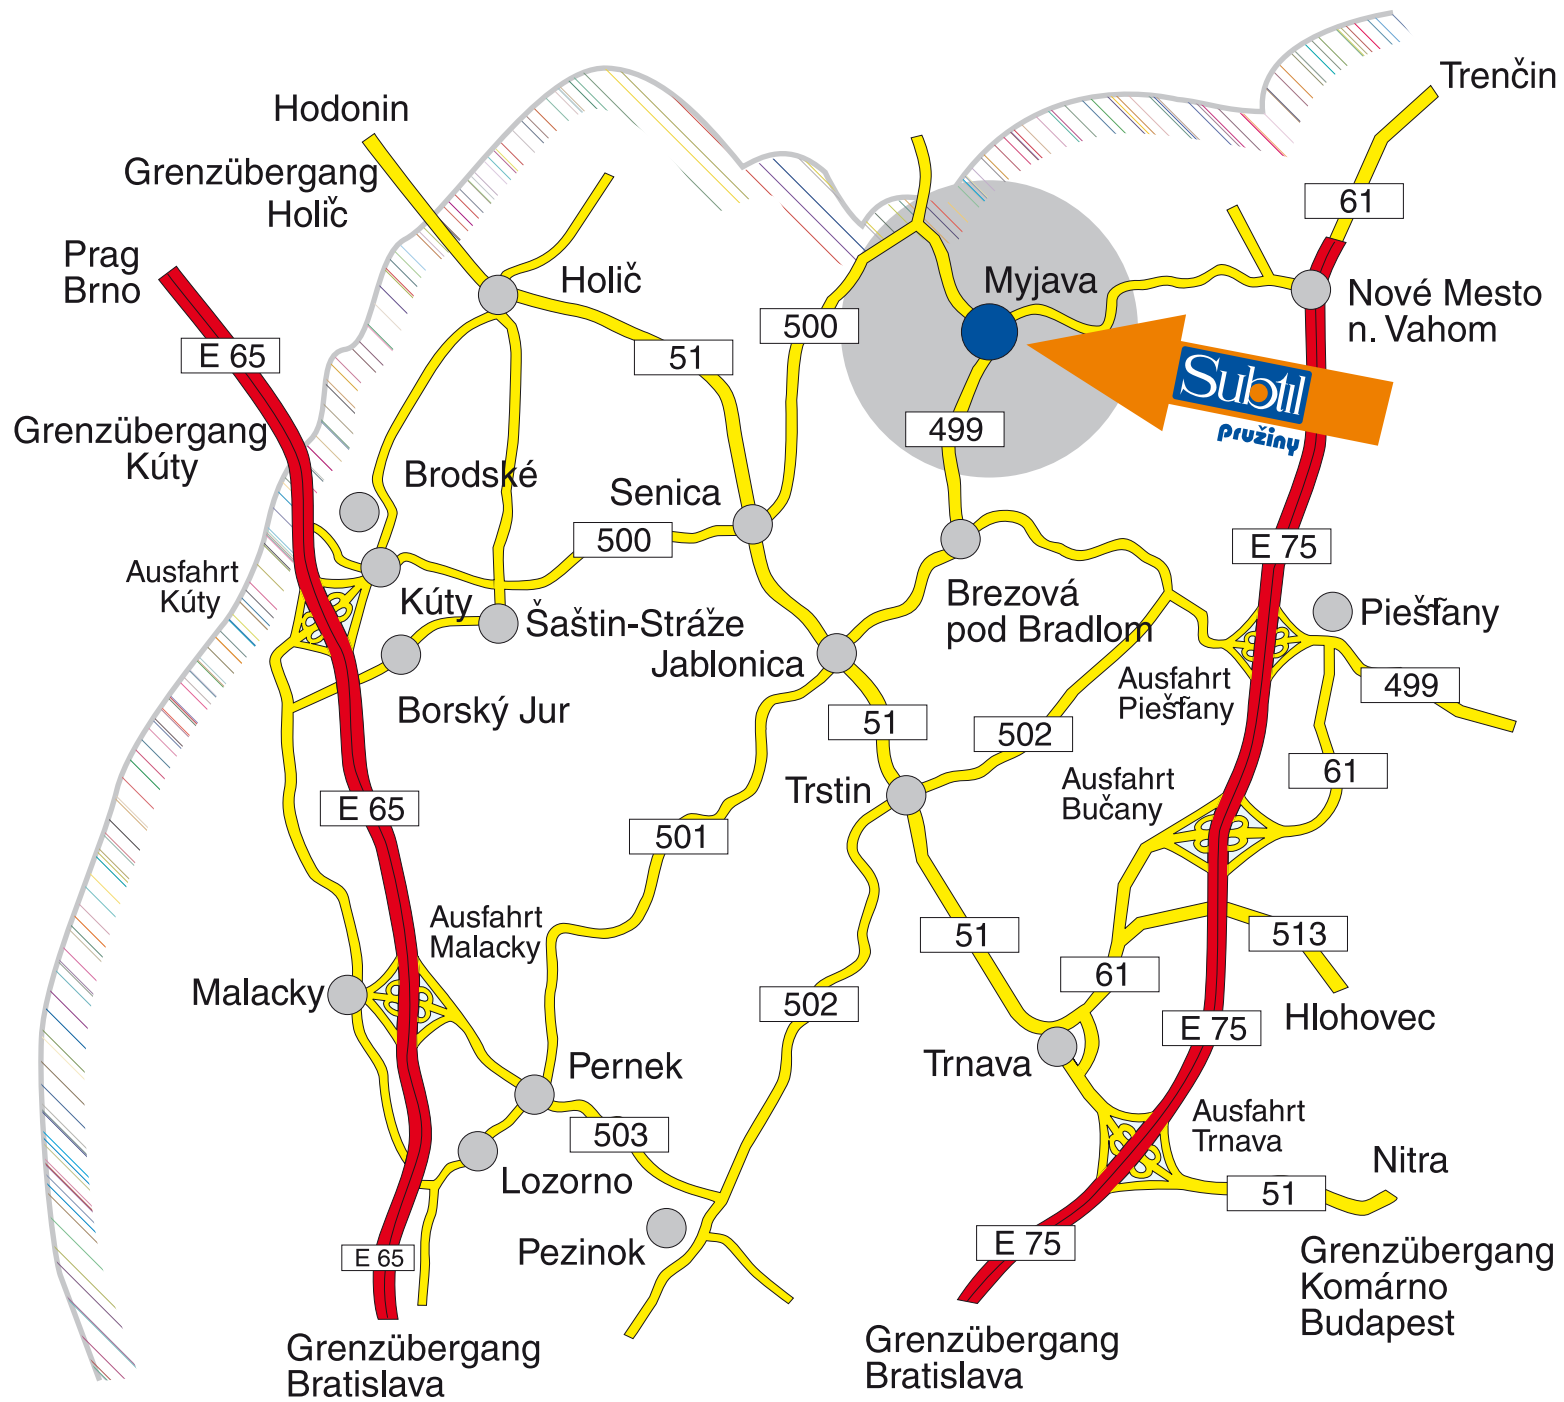 Trenčin
Hodonin
Grenzübergang
Holič
61
Prag
Brno
Holič
Myjava
Nové Mesto
n. Vahom
500
E 65
51
Subtil
pružiny
499
Grenzübergang
Kúty
Brodské
Senica
500
E 75
Ausfahrt
Kúty
Kúty
Šaštin-Stráže
Brezová
pod Bradlom
Piešťany
Jablonica
Ausfahrt
Piešťany
499
Borský Jur
51
502
Trstin
Ausfahrt
Bučany
61
E 65
501
Ausfahrt
Malacky
51
513
61
Malacky
502
E 75
Hlohovec
Pernek
Trnava
503
Ausfahrt
Trnava
Nitra
Lozorno
51
Pezinok
E 75
E 65
Grenzübergang
Komárno
Budapest
Grenzübergang
Bratislava
Grenzübergang
Bratislava